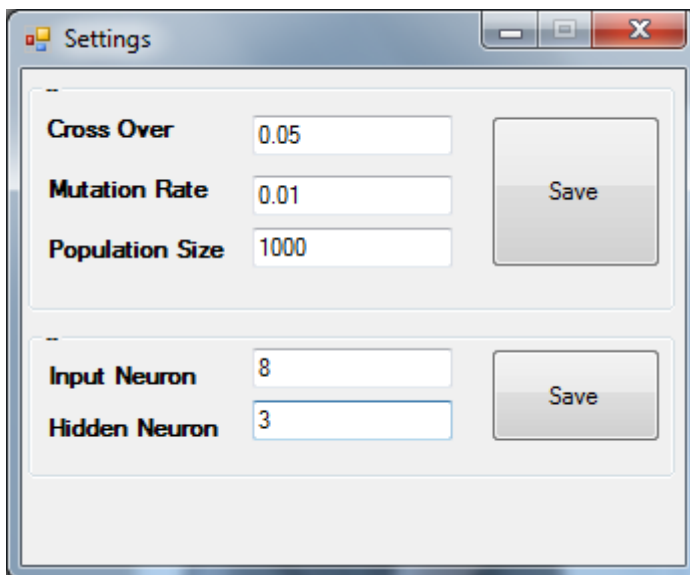 Settings
--
Cross Over 0.05
Mutation Rate 0.01
Population Size 1000
Save
--
Input Neuron 8
Hidden Neuron 3
Save